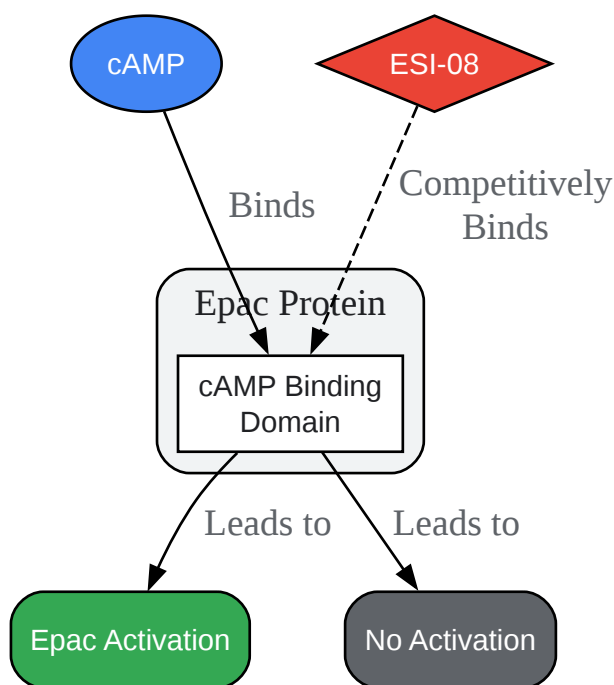 cAMP
ESI-08
Binds
Competitively
Binds
Epac Protein
cAMP Binding
Domain
Leads to
Leads to
Epac Activation
No Activation